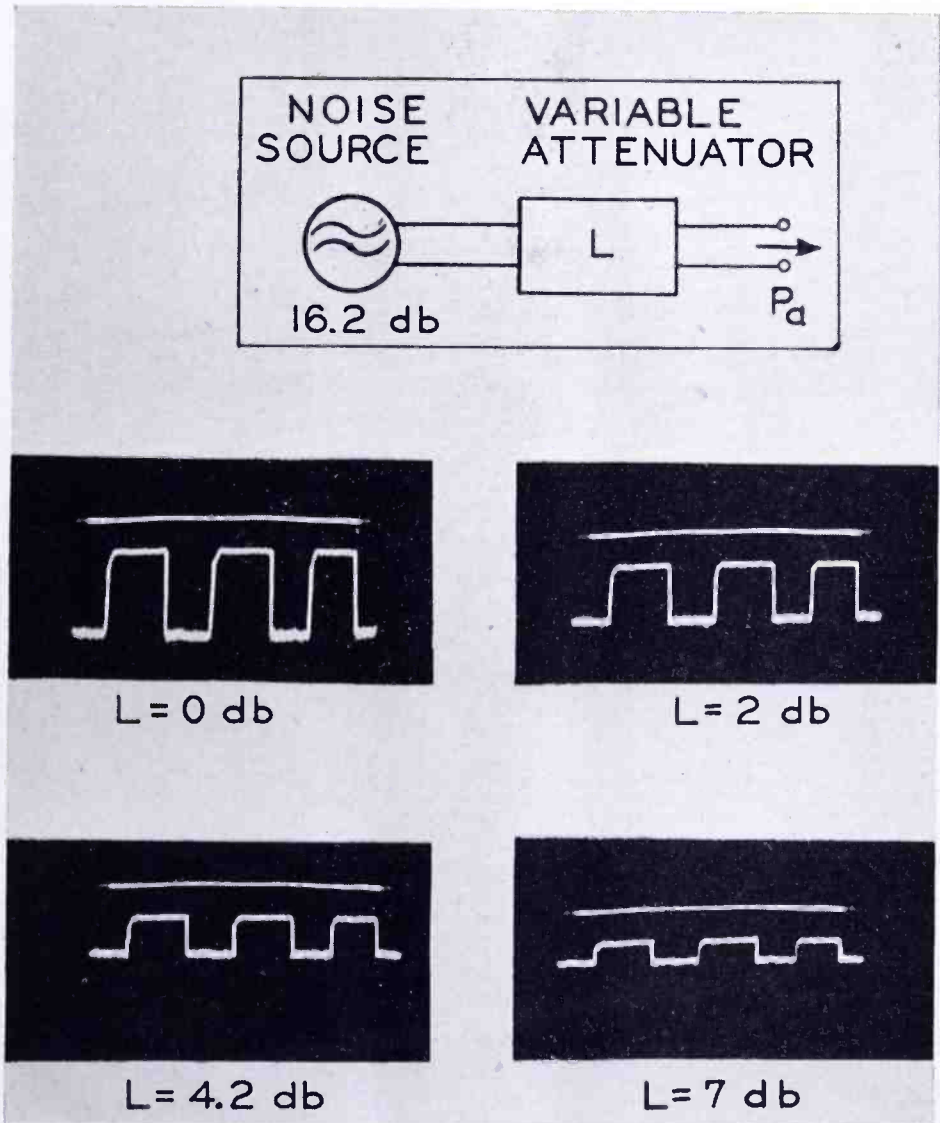 NOISE SOURCE
VARIABLE ATTENUATOR
L
16.2 db
Pa
L = 0 db
L = 2 db
L = 4.2 db
L = 7 db